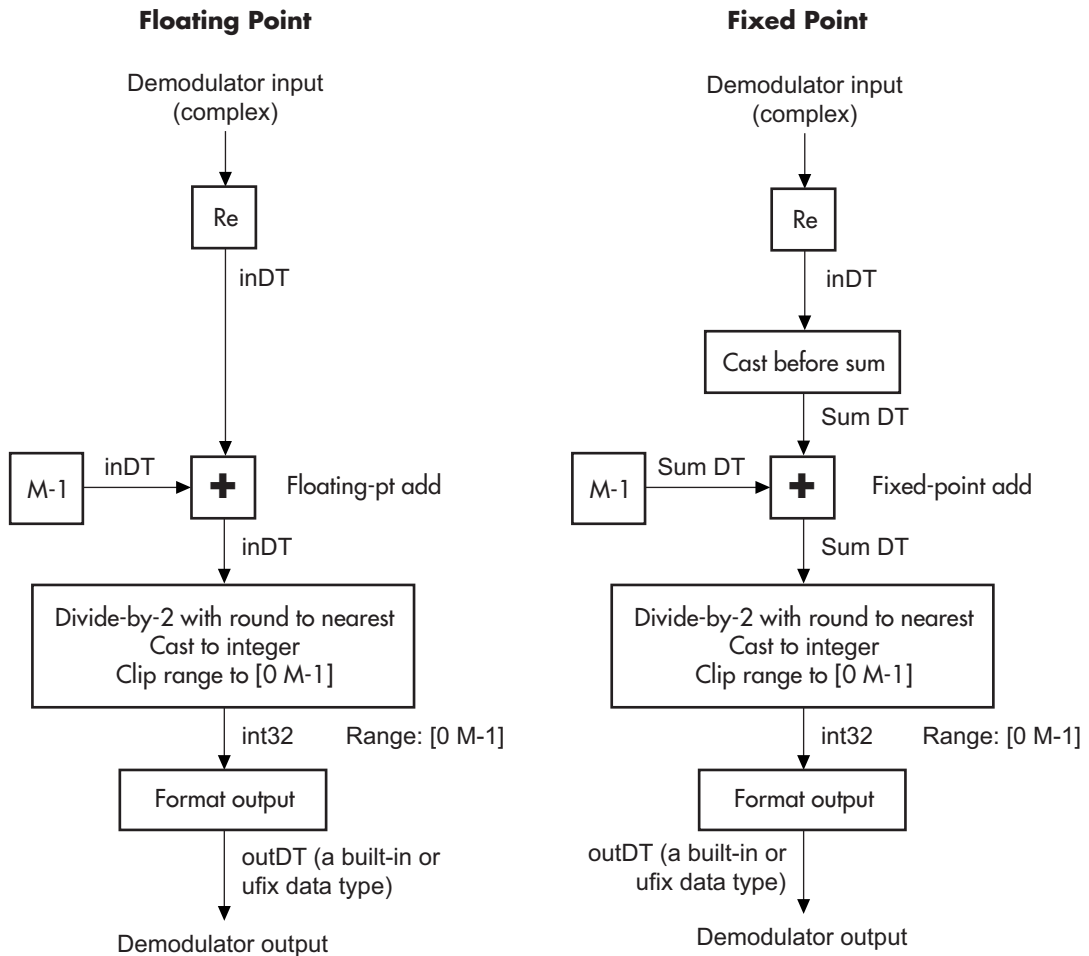 Floating Point
Demodulator input
(complex)
Re
inDT
M-1
inDT
+
Floating-pt add
inDT
Divide-by-2 with round to nearest
Cast to integer
Clip range to [0 M-1]
int32
Range: [0 M-1]
Format output
outDT (a built-in or
ufix data type)
Demodulator output
Fixed Point
Demodulator input
(complex)
Re
inDT
Cast before sum
Sum DT
M-1
Sum DT
+
Fixed-point add
Sum DT
Divide-by-2 with round to nearest
Cast to integer
Clip range to [0 M-1]
int32
Range: [0 M-1]
Format output
outDT (a built-in or
ufix data type)
Demodulator output